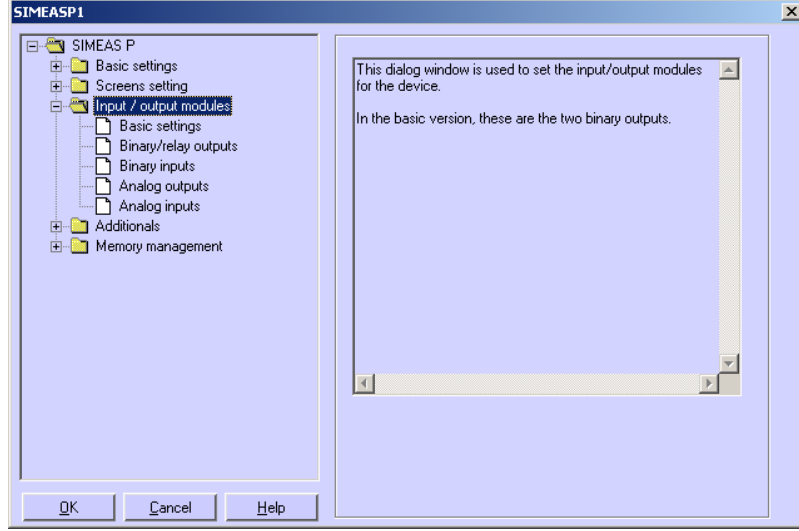 SIMEASP1
SIMEAS P
Basic settings
Screens setting
Input / output modules
Basic settings
Binary/relay outputs
Binary inputs
Analog outputs
Analog inputs
Additionals
Memory management
This dialog window is used to set the input/output modules
for the device.
In the basic version, these are the two binary outputs.
OK
Cancel
Help